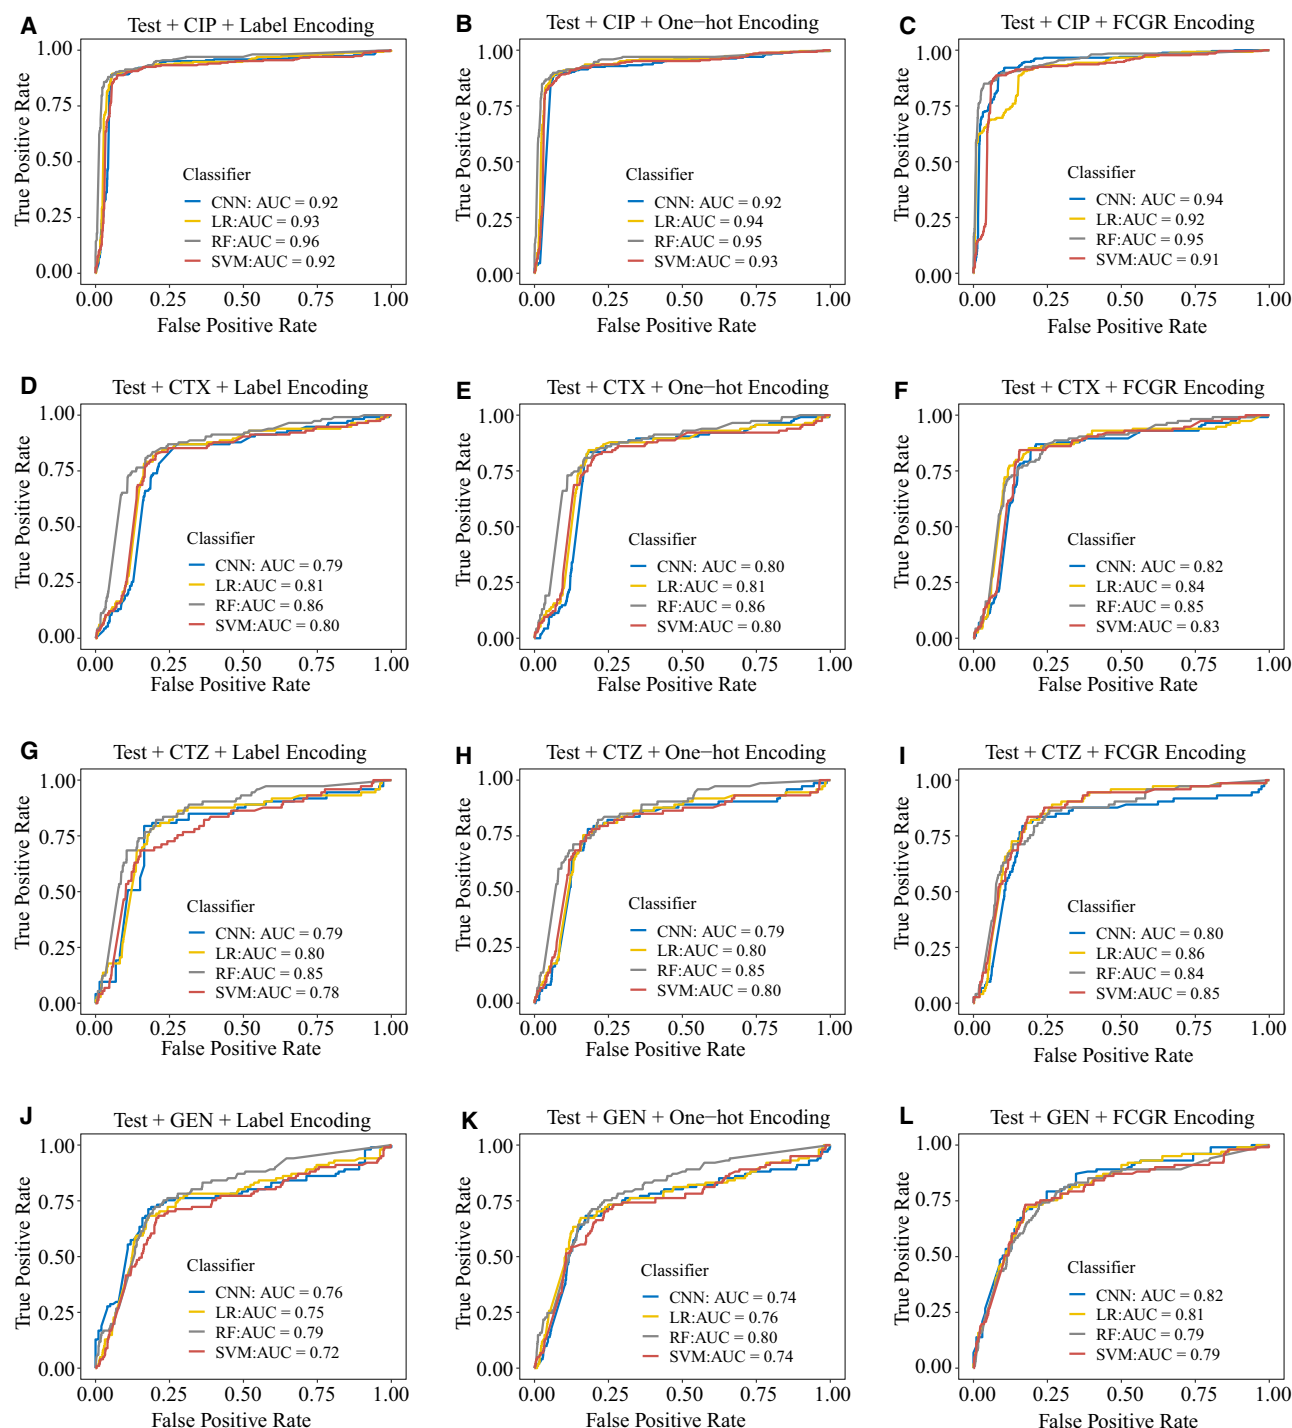 A
Test + CIP + Label Encoding
True Positive Rate
1.00
0.75
0.50
0.25
0.00
Classifier
CNN: AUC = 0.92
LR:AUC = 0.93
RF:AUC = 0.96
SVM:AUC = 0.92
0.00 0.25 0.50 0.75 1.00
False Positive Rate
B
Test + CIP + One−hot Encoding
True Positive Rate
1.00
0.75
0.50
0.25
0.00
Classifier
CNN: AUC = 0.92
LR:AUC = 0.94
RF:AUC = 0.95
SVM:AUC = 0.93
0.00 0.25 0.50 0.75 1.00
False Positive Rate
C
Test + CIP + FCGR Encoding
True Positive Rate
1.00
0.75
0.50
0.25
0.00
Classifier
CNN: AUC = 0.94
LR:AUC = 0.92
RF:AUC = 0.95
SVM:AUC = 0.91
0.00 0.25 0.50 0.75 1.00
False Positive Rate
D
Test + CTX + Label Encoding
True Positive Rate
1.00
0.75
0.50
0.25
0.00
Classifier
CNN: AUC = 0.79
LR:AUC = 0.81
RF:AUC = 0.86
SVM:AUC = 0.80
0.00 0.25 0.50 0.75 1.00
False Positive Rate
E
Test + CTX + One−hot Encoding
True Positive Rate
1.00
0.75
0.50
0.25
0.00
Classifier
CNN: AUC = 0.80
LR:AUC = 0.81
RF:AUC = 0.86
SVM:AUC = 0.80
0.00 0.25 0.50 0.75 1.00
False Positive Rate
F
Test + CTX + FCGR Encoding
True Positive Rate
1.00
0.75
0.50
0.25
0.00
Classifier
CNN: AUC = 0.82
LR:AUC = 0.84
RF:AUC = 0.85
SVM:AUC = 0.83
0.00 0.25 0.50 0.75 1.00
False Positive Rate
G
Test + CTZ + Label Encoding
True Positive Rate
1.00
0.75
0.50
0.25
0.00
Classifier
CNN: AUC = 0.79
LR:AUC = 0.80
RF:AUC = 0.85
SVM:AUC = 0.78
0.00 0.25 0.50 0.75 1.00
False Positive Rate
H
Test + CTZ + One−hot Encoding
True Positive Rate
1.00
0.75
0.50
0.25
0.00
Classifier
CNN: AUC = 0.79
LR:AUC = 0.80
RF:AUC = 0.85
SVM:AUC = 0.80
0.00 0.25 0.50 0.75 1.00
False Positive Rate
I
Test + CTZ + FCGR Encoding
True Positive Rate
1.00
0.75
0.50
0.25
0.00
Classifier
CNN: AUC = 0.80
LR:AUC = 0.86
RF:AUC = 0.84
SVM:AUC = 0.85
0.00 0.25 0.50 0.75 1.00
False Positive Rate
J
Test + GEN + Label Encoding
True Positive Rate
1.00
0.75
0.50
0.25
0.00
Classifier
CNN: AUC = 0.76
LR:AUC = 0.75
RF:AUC = 0.79
SVM:AUC = 0.72
0.00 0.25 0.50 0.75 1.00
False Positive Rate
K
Test + GEN + One−hot Encoding
True Positive Rate
1.00
0.75
0.50
0.25
0.00
Classifier
CNN: AUC = 0.74
LR:AUC = 0.76
RF:AUC = 0.80
SVM:AUC = 0.74
0.00 0.25 0.50 0.75 1.00
False Positive Rate
L
Test + GEN + FCGR Encoding
True Positive Rate
1.00
0.75
0.50
0.25
0.00
Classifier
CNN: AUC = 0.82
LR:AUC = 0.81
RF:AUC = 0.79
SVM:AUC = 0.79
0.00 0.25 0.50 0.75 1.00
False Positive Rate